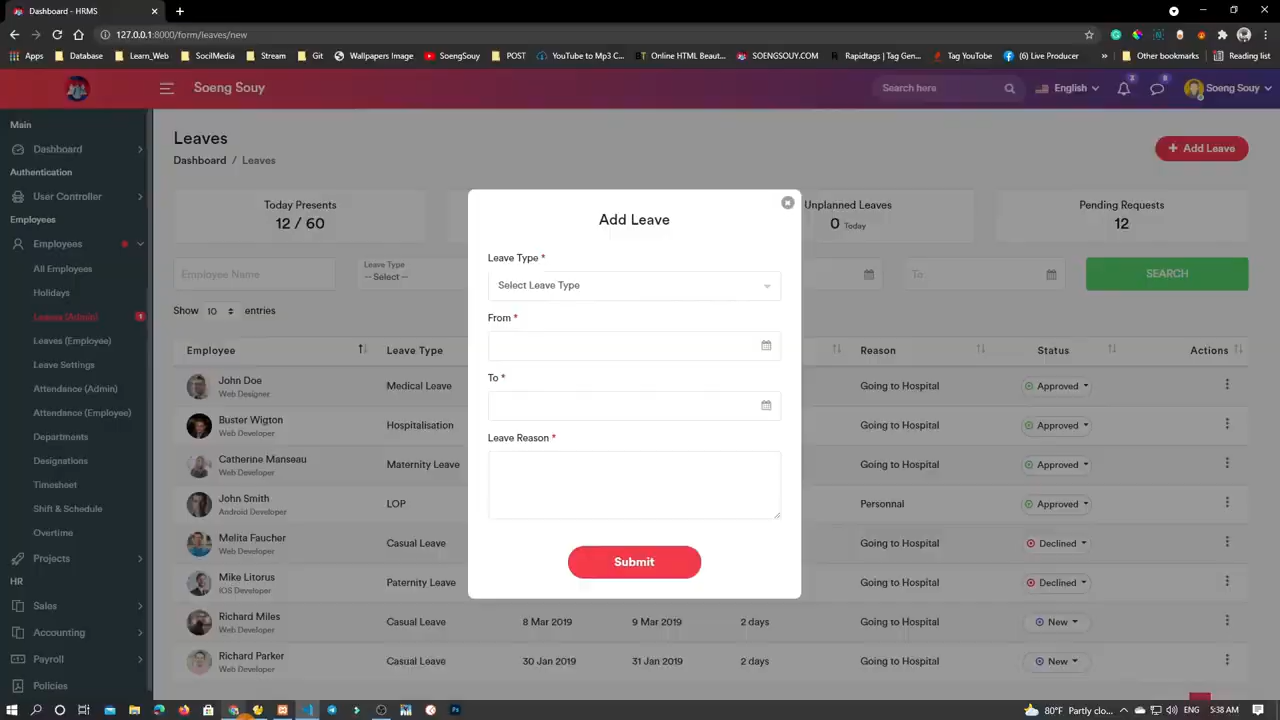 Dashboard - HRMS
127.0.0.1:8000/form/leaves/new
Apps
Database
Learn_Web
SocilMedia
Stream
Git
Wallpapers Image
SoengSouy
POST
YouTube to Mp3 C...
Online HTML Beaut...
SOENGSOUY.COM
Rapidtags | Tag Gen...
Tag YouTube
(6) Live Producer
»
Other bookmarks
Reading list
Soeng Souy
Search here
English
Soeng Souy
Main
Dashboard
Authentication
User Controller
Employees
Employees
All Employees
Holidays
Leaves (Admin)
1
Leaves (Employee)
Leave Settings
Attendance (Admin)
Attendance (Employee)
Departments
Designations
Timesheet
Shift & Schedule
Overtime
Projects
HR
Sales
Accounting
Payroll
Policies
Leaves
Dashboard / Leaves
+ Add Leave
Today Presents
12 / 60
Unplanned Leaves
0 Today
Pending Requests
12
Employee Name
Leave Type
-- Select --
To
SEARCH
Show 10 entries
Employee Leave Type Reason Status Actions
John Doe
Web Designer
Medical Leave Going to Hospital Approved
Buster Wigton
Web Developer
Hospitalisation Going to Hospital Approved
Catherine Manseau
Web Developer
Maternity Leave Going to Hospital Approved
John Smith
Android Developer
LOP Personnal Approved
Melita Faucher
Web Developer
Casual Leave Going to Hospital Declined
Mike Litorus
IOS Developer
Paternity Leave Going to Hospital Declined
Richard Miles
Web Developer
Casual Leave 8 Mar 2019 9 Mar 2019 2 days Going to Hospital New
Richard Parker
Web Developer
Casual Leave 30 Jan 2019 31 Jan 2019 2 days Going to Hospital New
Add Leave
Leave Type *
Select Leave Type
From *
To *
Leave Reason *
Submit
80°F Partly clo...
5:38 AM